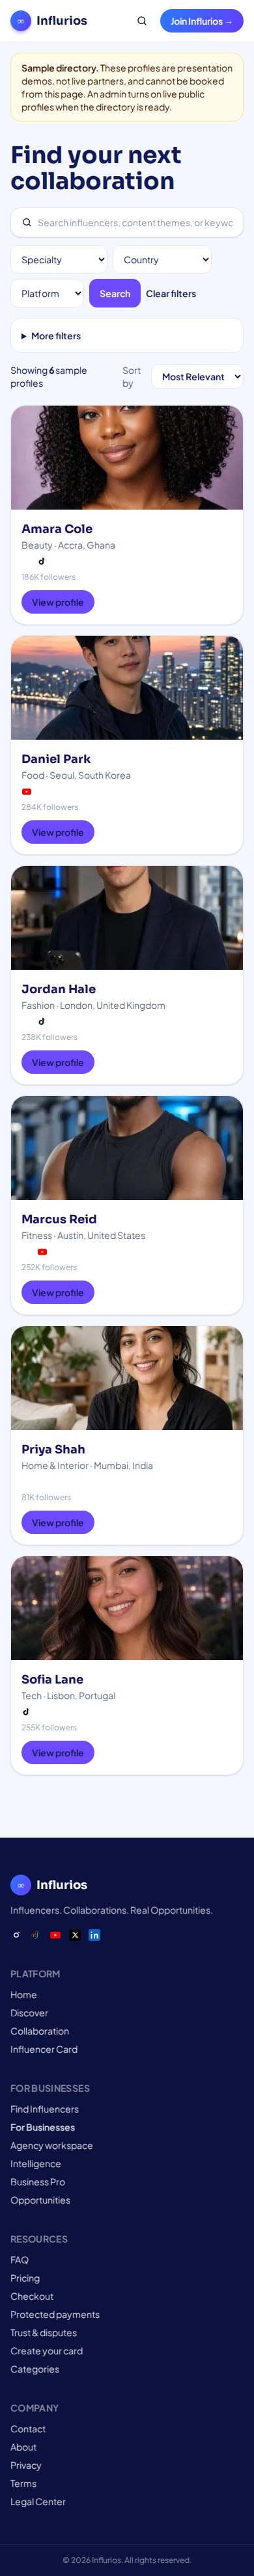 Influrios
Join Influrios →
Sample directory. These profiles are presentation
demos, not live partners, and cannot be booked
from this page. An admin turns on live public
profiles when the directory is ready.
Find your next
collaboration
Search influencers, content themes, or keywc
Specialty
Country
Platform
Search
Clear filters
More filters
Showing 6 sample
profiles
Sort
by
Most Relevant
Amara Cole
Beauty · Accra, Ghana
186K followers
View profile
Daniel Park
Food · Seoul, South Korea
284K followers
View profile
Jordan Hale
Fashion · London, United Kingdom
238K followers
View profile
Marcus Reid
Fitness · Austin, United States
252K followers
View profile
Priya Shah
Home & Interior · Mumbai, India
81K followers
View profile
Sofia Lane
Tech · Lisbon, Portugal
255K followers
View profile
Influrios
Influencers. Collaborations. Real Opportunities.
PLATFORM
Home
Discover
Collaboration
Influencer Card
FOR BUSINESSES
Find Influencers
For Businesses
Agency workspace
Intelligence
Business Pro
Opportunities
RESOURCES
FAQ
Pricing
Checkout
Protected payments
Trust & disputes
Create your card
Categories
COMPANY
Contact
About
Privacy
Terms
Legal Center
© 2026 Influrios. All rights reserved.